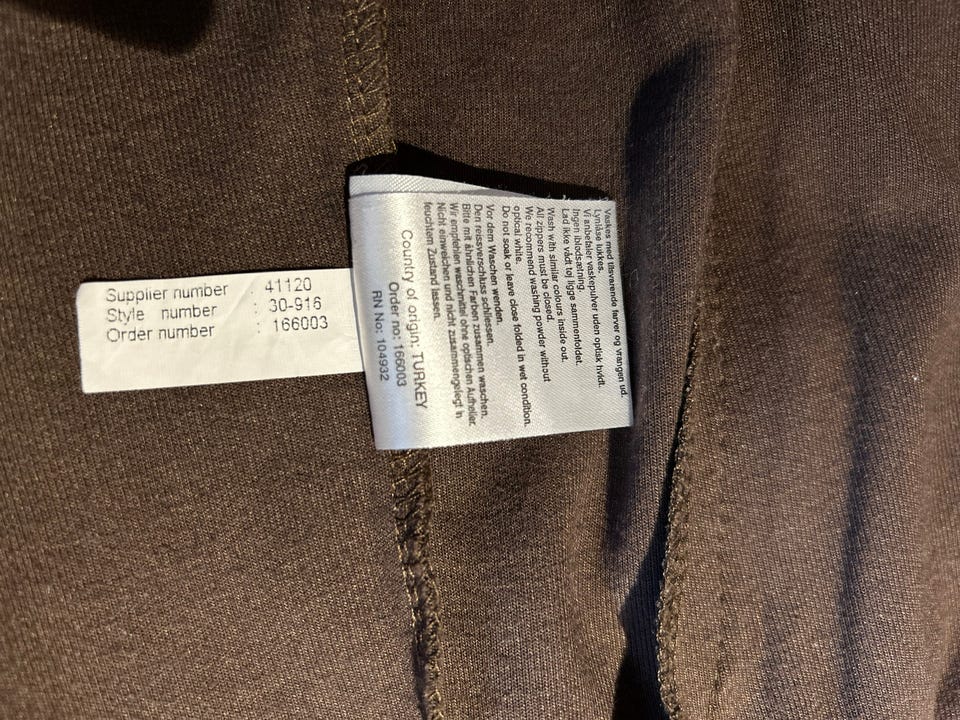 Supplier number : 41120
Style number : 30-916
Order number : 166003
Vaskes med tilsvarende farver og vrangen ud.
Lynlåse lukkes.
Vi anbefaler vaskepulver uden optisk hvidt.
Ingen iblødsætning
Lad ikke vådt tøj ligge sammenfoldet.
Wash with similar colours inside out.
All zippers must be closed.
We recommend washing powder without
optical white.
Do not soak or leave close folded in wet condition.
Vor dem Waschen wenden.
Den reissverschluss schliessen.
Bitte mit ähnlichen Farben zusammen waschen.
Wir empfehlen waschmittel ohne optischen Aufheller.
Nicht einweichen und nicht zusammengelegt in
feuchtem Zustand lassen.
Country of origin: TURKEY
Order no: 166003
RN No: 104932